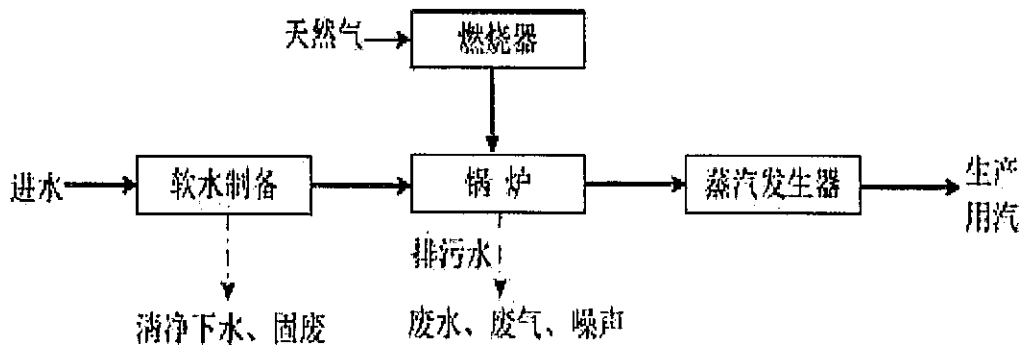 天然气
燃烧器
进水
软水制备
锅炉
蒸汽发生器
生产
用汽
排污水
清净下水、固废
废水、废气、噪声